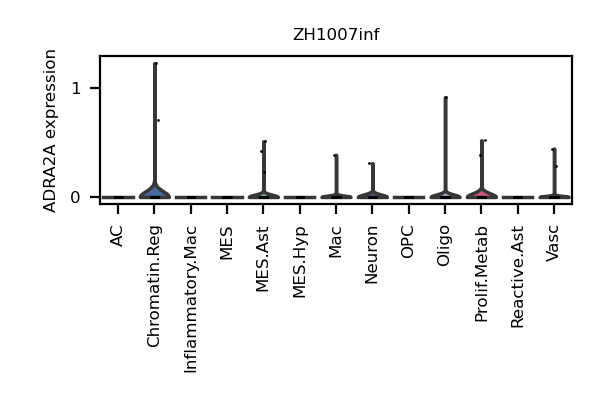 ZH1007inf
ADRA2A expression
1
0
AC
Chromatin.Reg
Inflammatory.Mac
MES
MES.Ast
MES.Hyp
Mac
Neuron
OPC
Oligo
Prolif.Metab
Reactive.Ast
Vasc